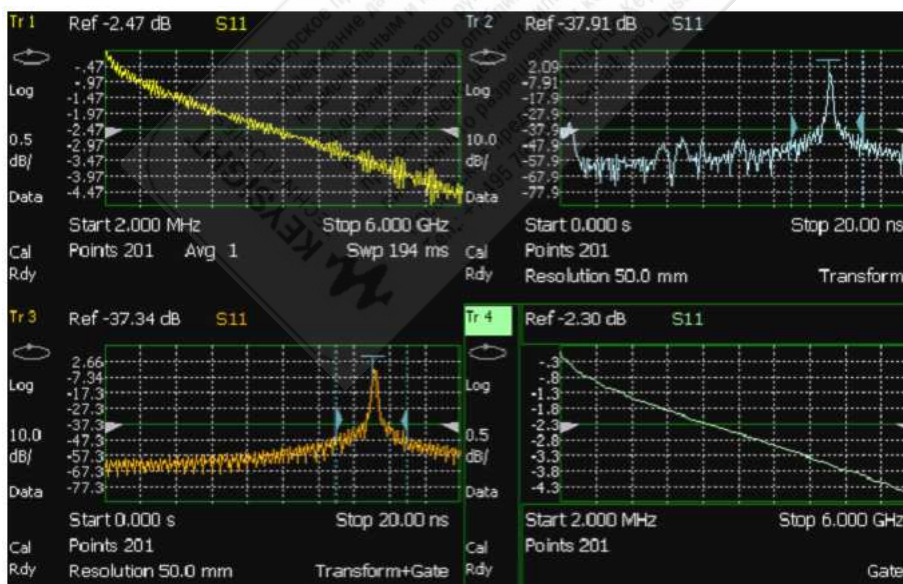 Tr 1 Ref -2.47 dB S11
-.47
-.97
Log
-1.47
-1.97
-2.47
0.5
dB/
-2.97
-3.47
-3.97
-4.47
Data
Start 2.000 MHz Stop 6.000 GHz
Cal Points 201 Avg 1 Swp 194 ms
Rdy
Tr 2 Ref -37.91 dB S11
2.09
-7.91
Log
-17.9
-27.9
-37.9
10.0
dB/
-47.9
-57.9
-67.9
-77.9
Data
Start 0.000 s Stop 20.00 ns
Cal Points 201
Rdy Resolution 50.0 mm Transform
Tr 3 Ref -37.34 dB S11
2.66
-7.34
Log
-17.3
-27.3
-37.3
10.0
dB/
-47.3
-57.3
-67.3
-77.3
Data
Start 0.000 s Stop 20.00 ns
Cal Points 201
Rdy Resolution 50.0 mm Transform+Gate
Tr 4 Ref -2.30 dB S11
-.3
-.8
Log
-1.3
-1.8
-2.3
0.5
dB/
-2.8
-3.3
-3.8
-4.3
Data
Start 2.000 MHz Stop 6.000 GHz
Cal Points 201
Rdy Gate
KEYSIGHT